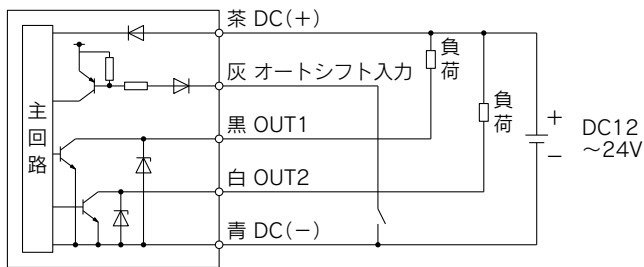 茶 DC(+)
灰 オートシフト入力
黒 OUT1
白 OUT2
青 DC(−)
主回路
負荷
負荷
+
−
DC12
～24V